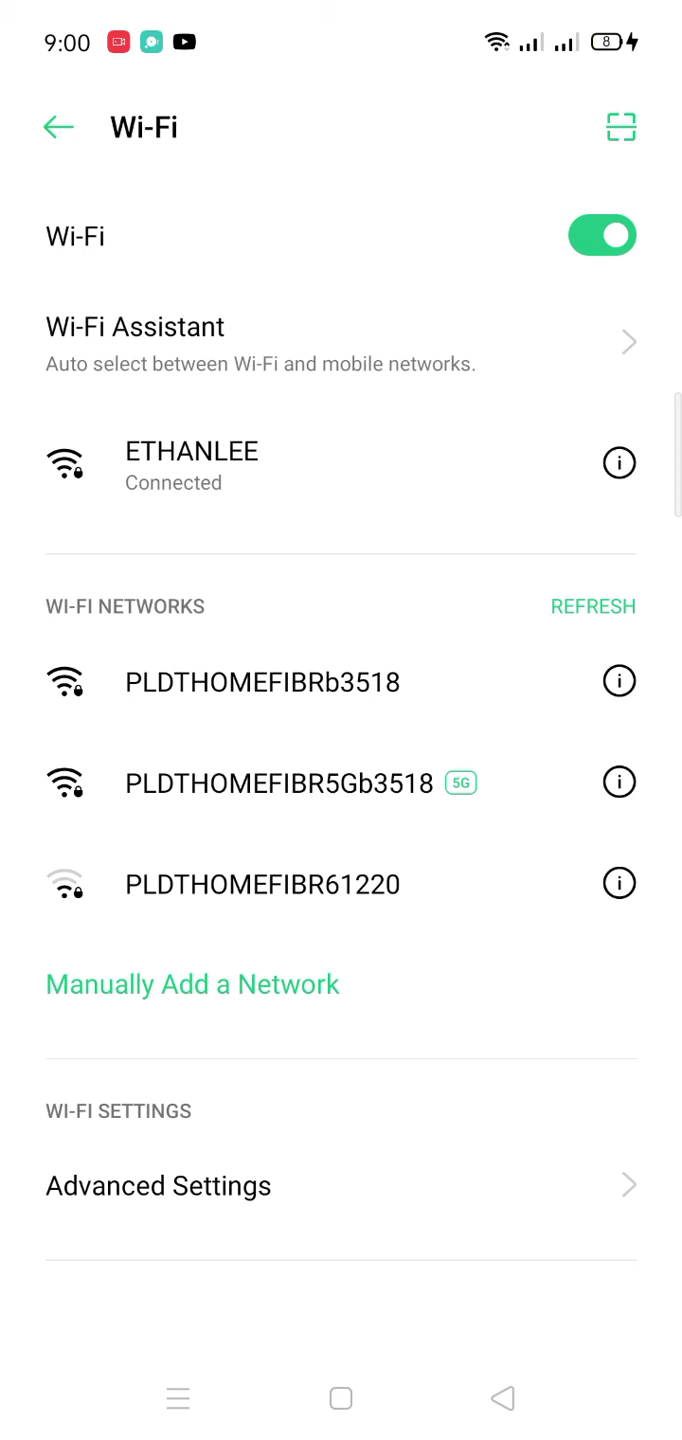 9:00
8
Wi-Fi
Wi-Fi
Wi-Fi Assistant
Auto select between Wi-Fi and mobile networks.
ETHANLEE
Connected
WI-FI NETWORKS REFRESH
PLDTHOMEFIBRb3518
PLDTHOMEFIBR5Gb3518 5G
PLDTHOMEFIBR61220
Manually Add a Network
WI-FI SETTINGS
Advanced Settings